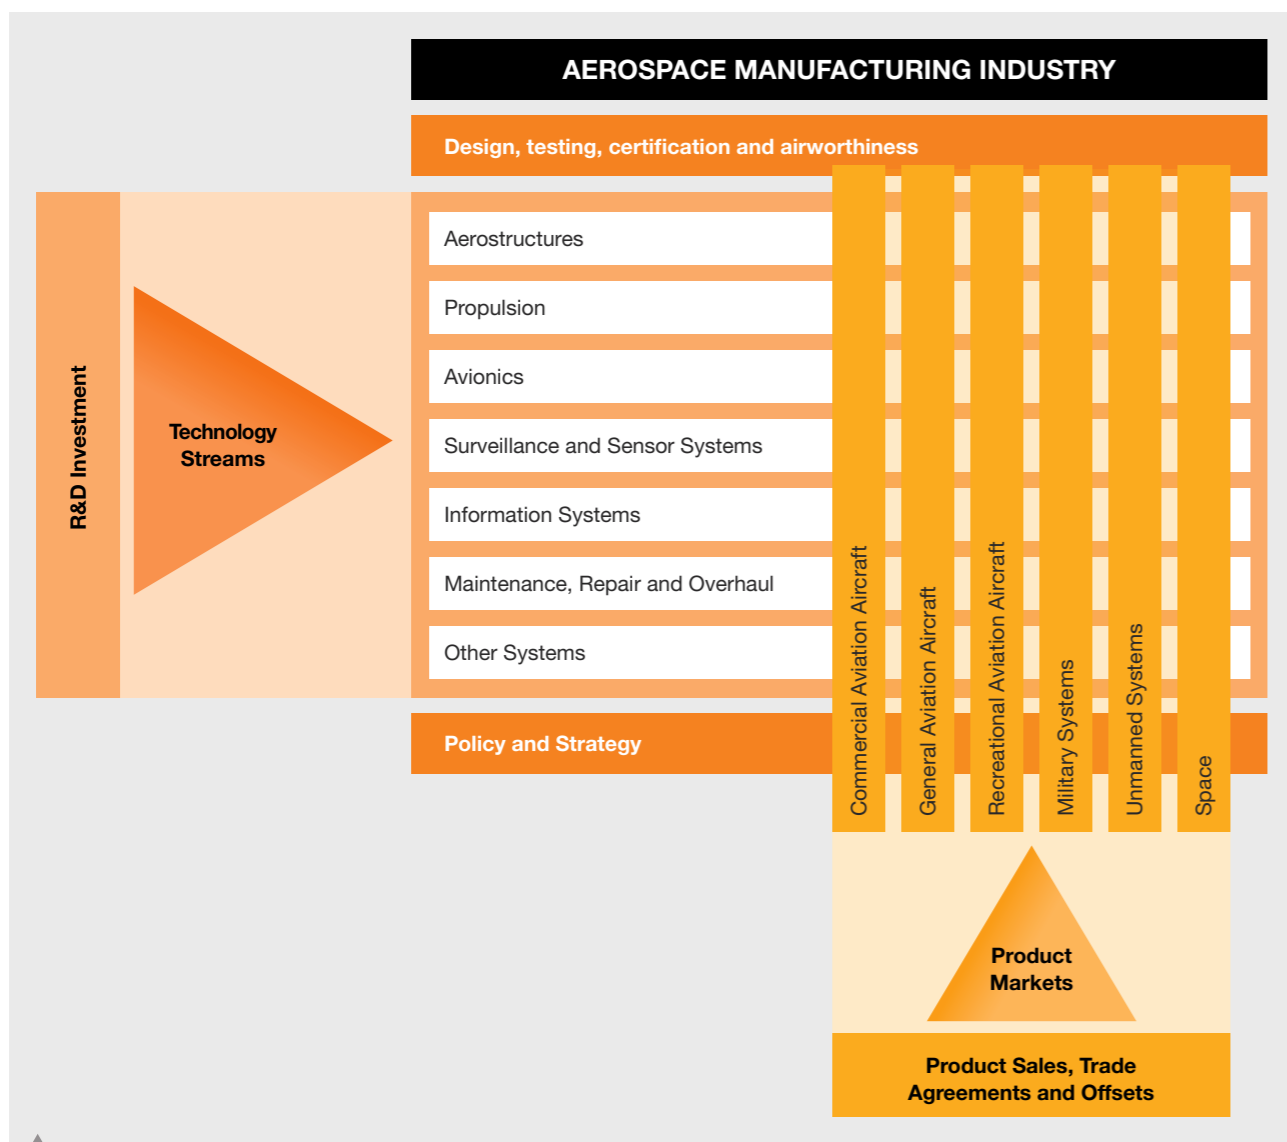 AEROSPACE MANUFACTURING INDUSTRY
Design, testing, certification and airworthiness
R&D Investment
Technology
Streams
Aerostructures
Propulsion
Avionics
Surveillance and Sensor Systems
Information Systems
Maintenance, Repair and Overhaul
Other Systems
Policy and Strategy
Commercial Aviation Aircraft
General Aviation Aircraft
Recreational Aviation Aircraft
Military Systems
Unmanned Systems
Space
Product
Markets
Product Sales, Trade
Agreements and Offsets